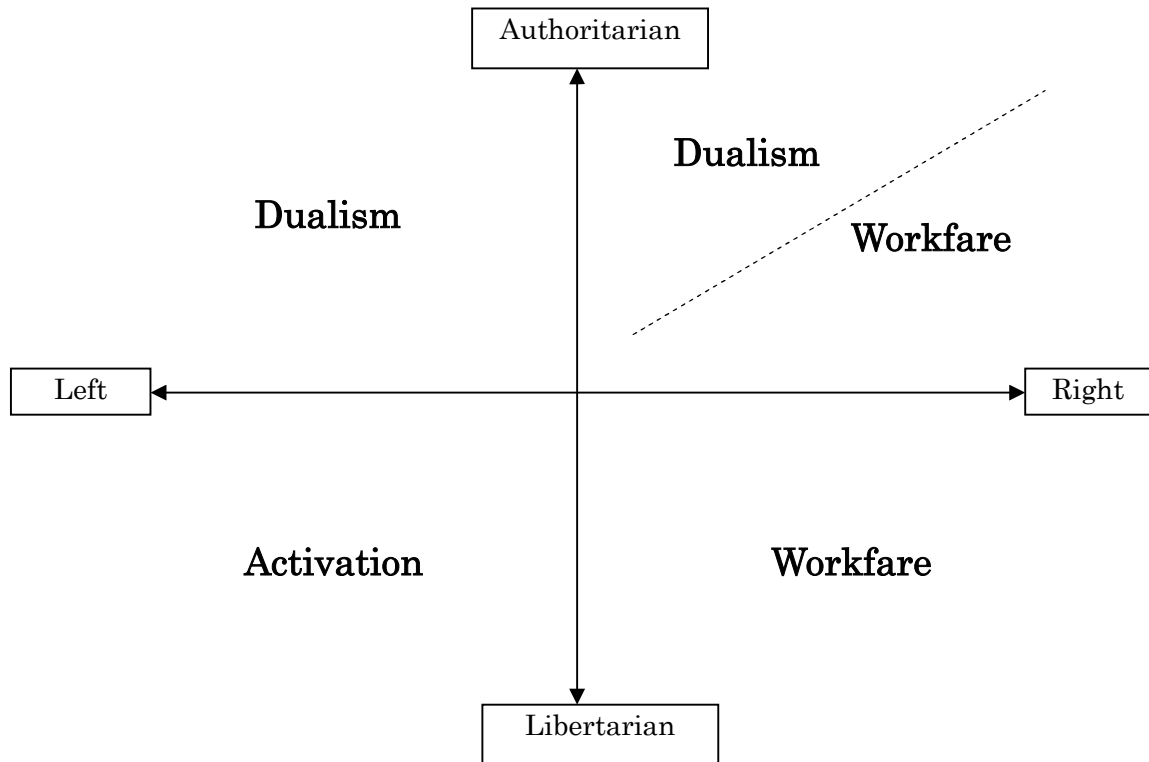 Authoritarian
Dualism
Dualism
Workfare
Left
Right
Activation
Workfare
Libertarian